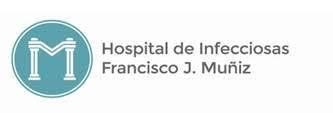 Hospital de Infecciosas
Francisco J. Muñiz